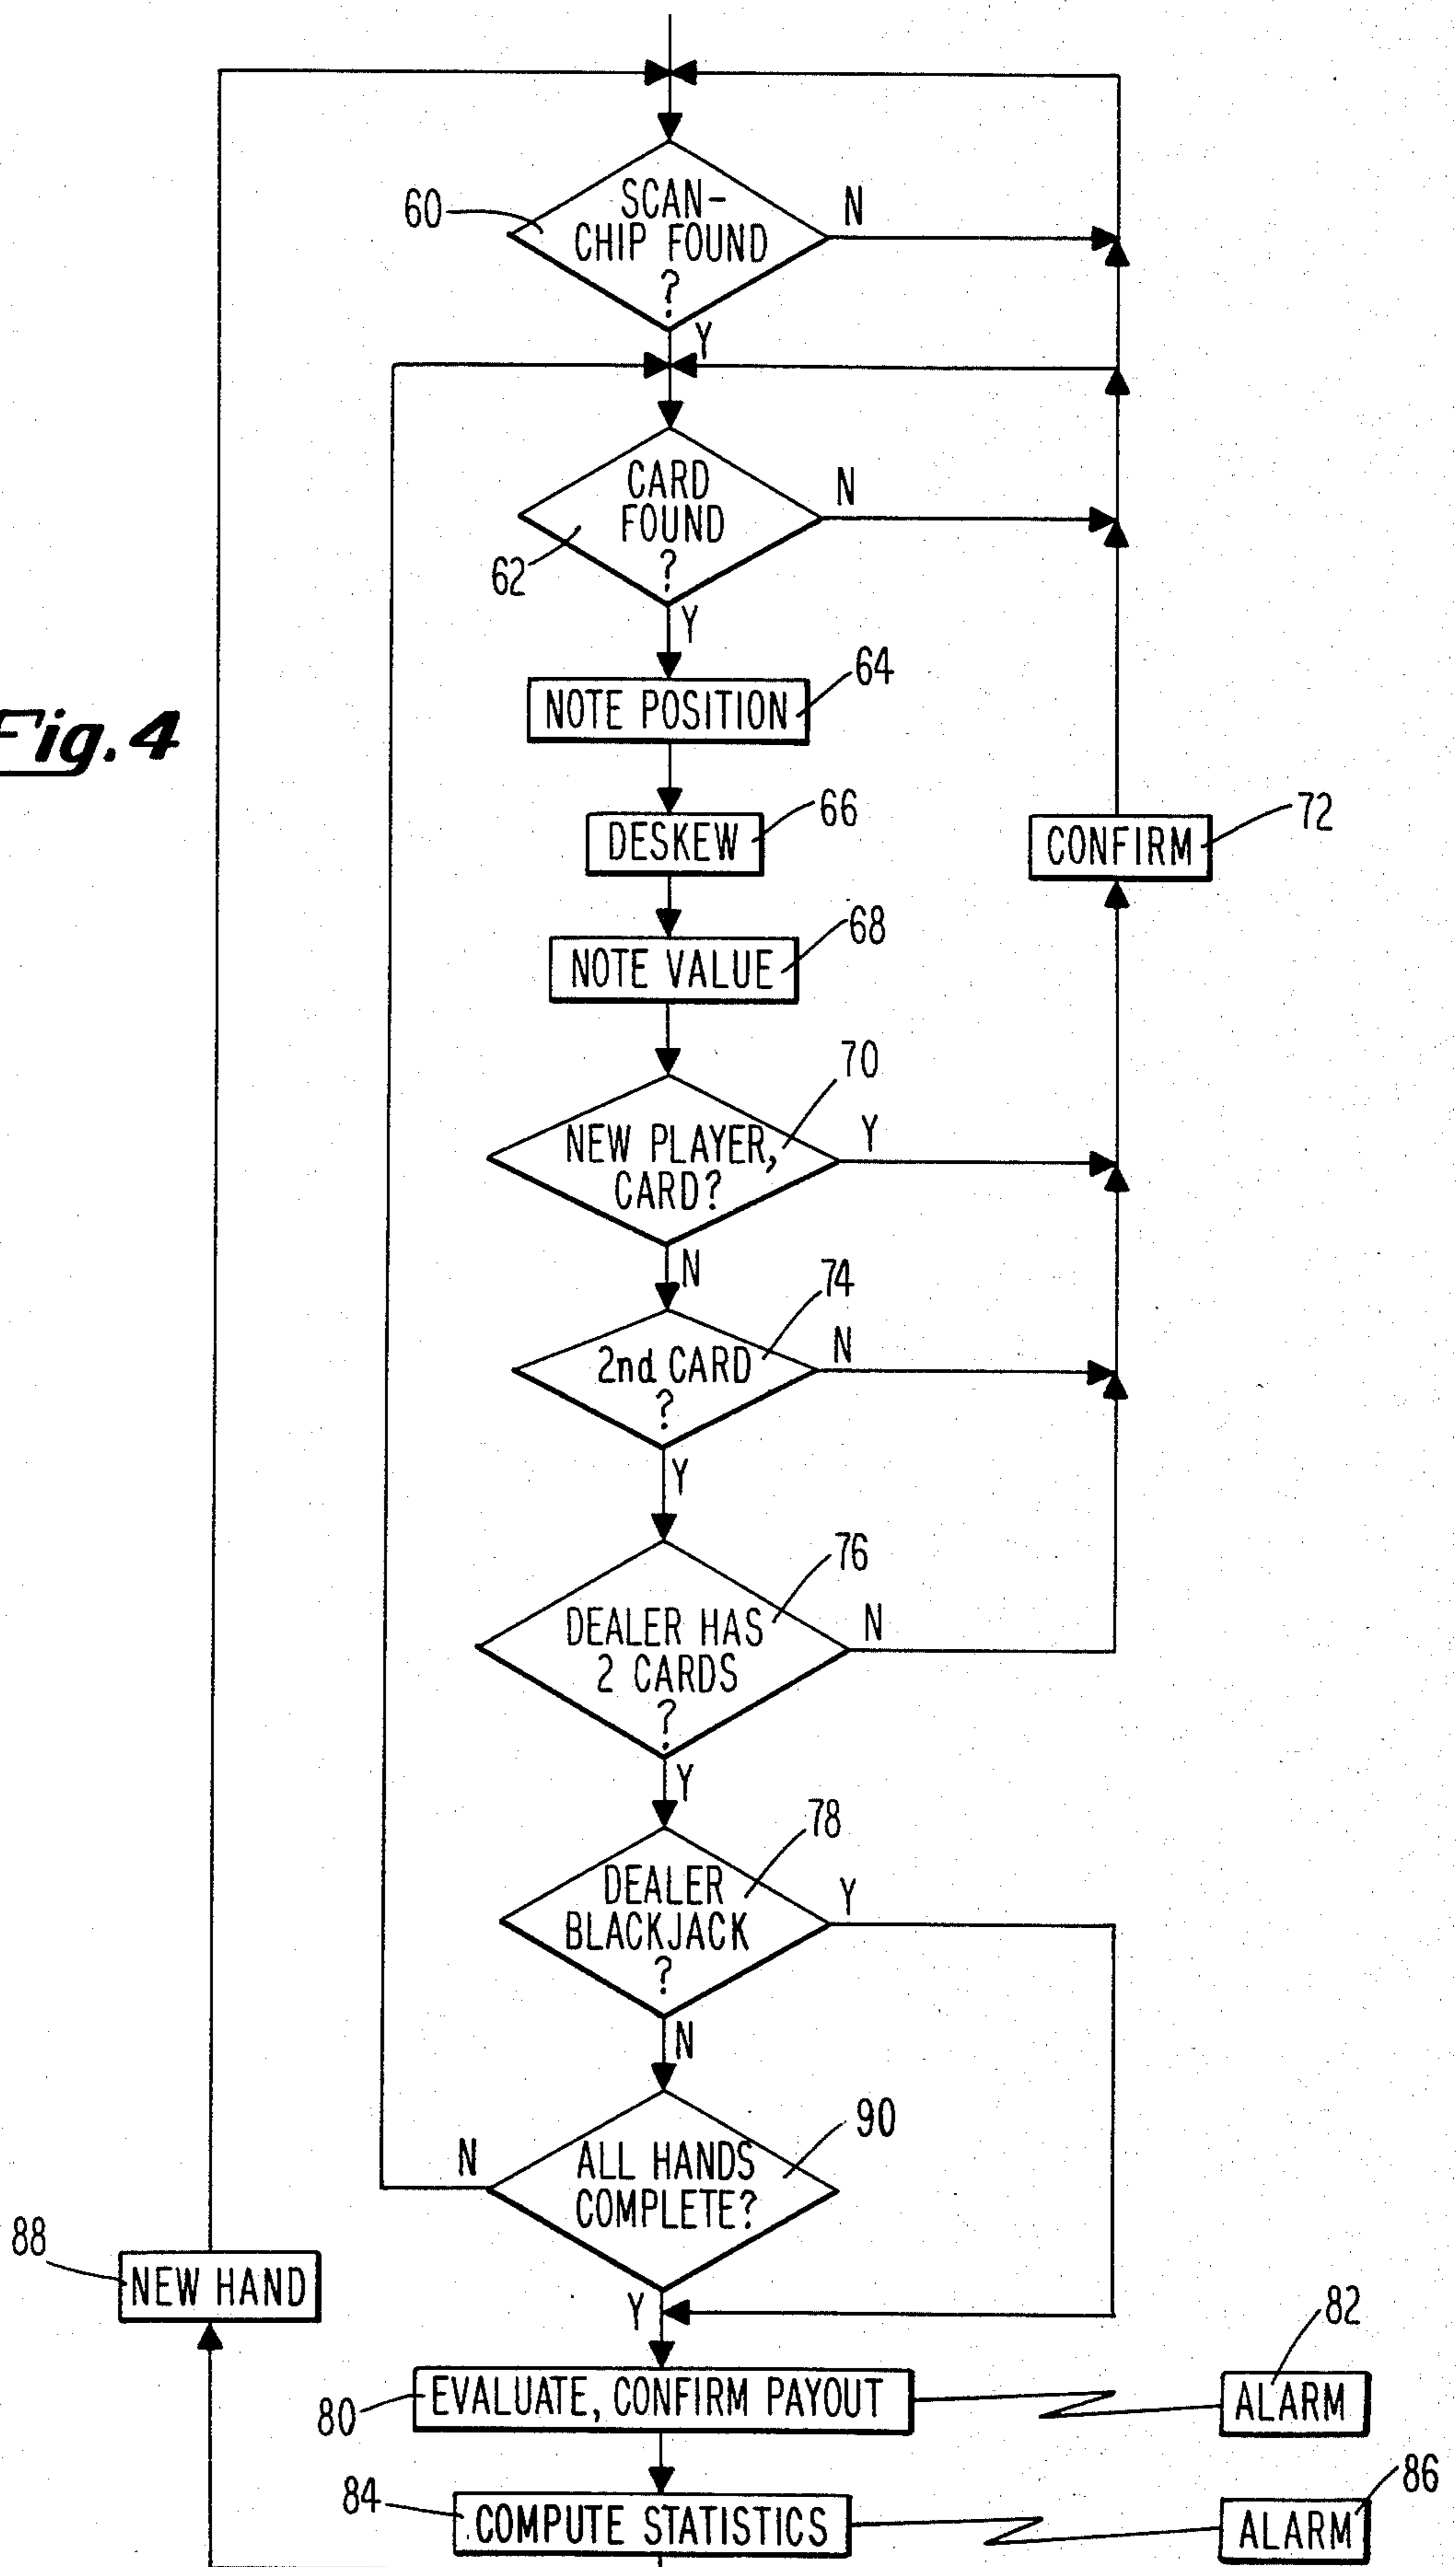 60
SCAN-
CHIP FOUND
?
N
Y
CARD
FOUND
?
N
62
Y
NOTE POSITION
64
Fig. 4
DESKEW
66
CONFIRM
72
NOTE VALUE
68
70
NEW PLAYER,
CARD?
Y
N
74
2nd CARD
?
N
Y
76
DEALER HAS
2 CARDS
?
N
Y
78
DEALER
BLACKJACK
?
Y
N
90
ALL HANDS
COMPLETE?
N
Y
88
NEW HAND
80
EVALUATE, CONFIRM PAYOUT
82
ALARM
84
COMPUTE STATISTICS
86
ALARM